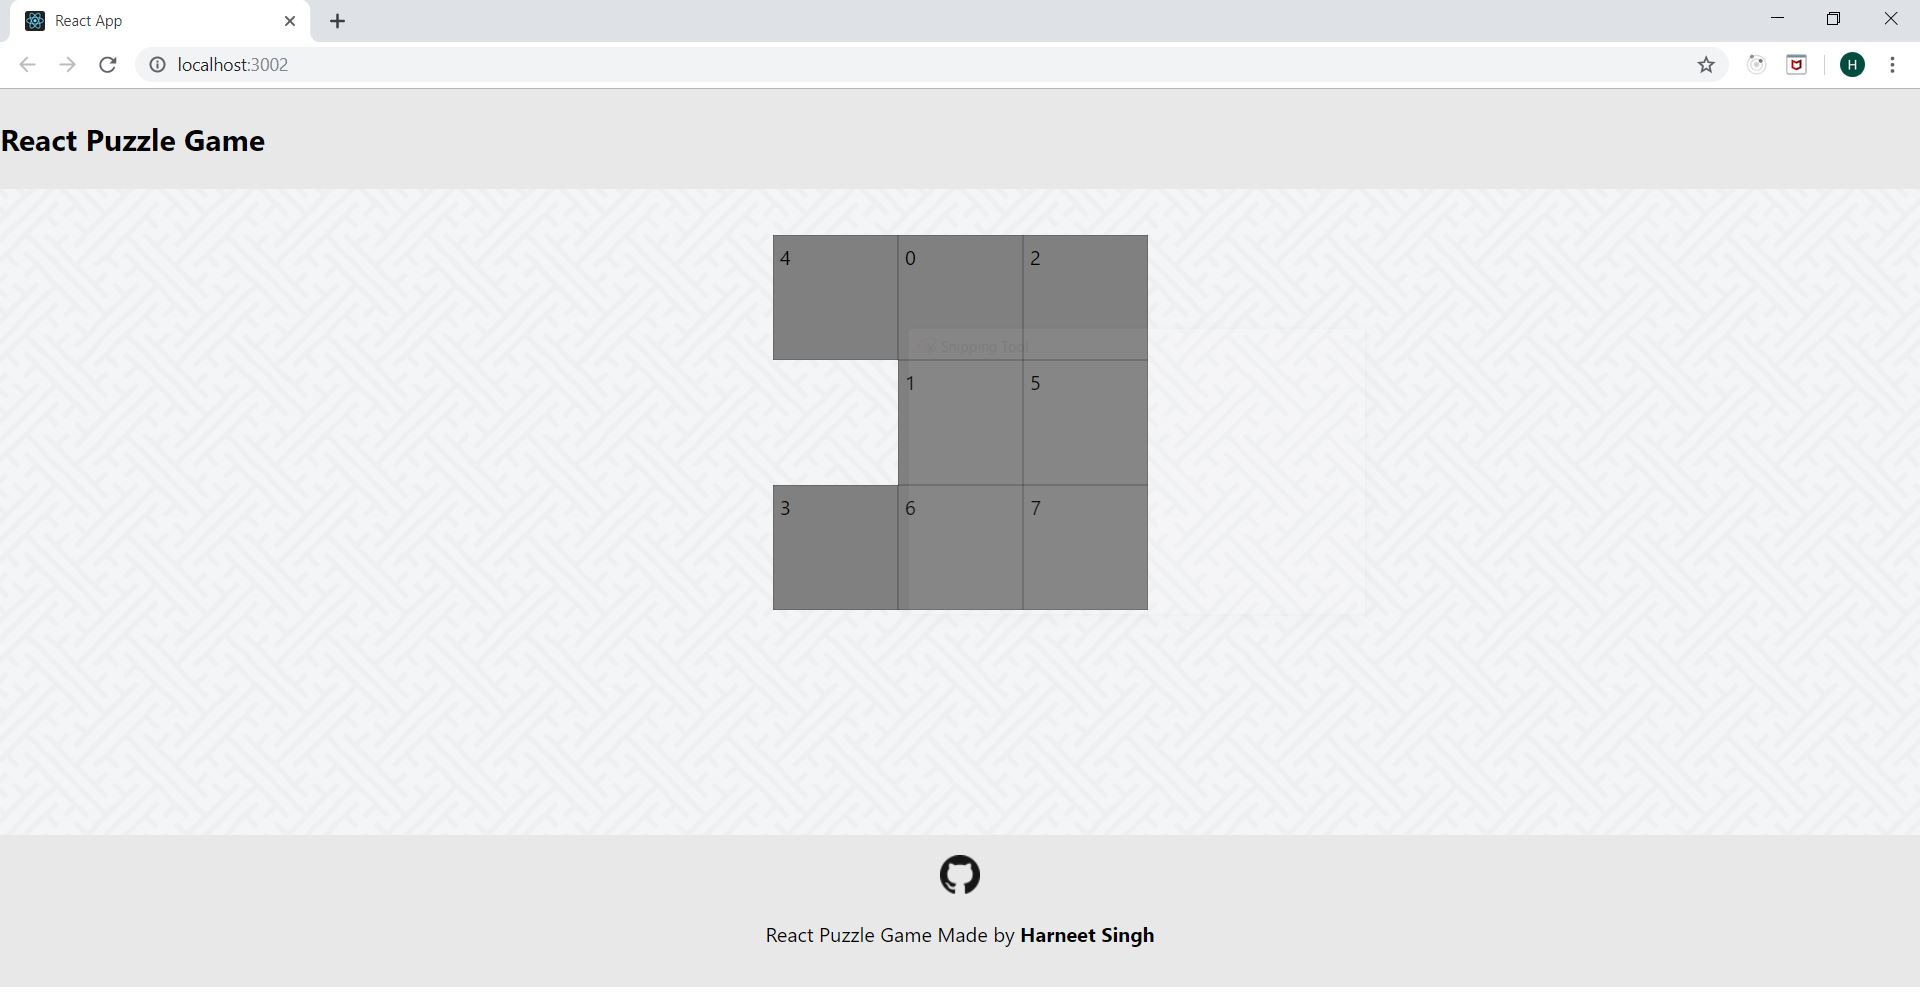 React App
localhost:3002
H
React Puzzle Game
4 0 2
Snipping Tool
1 5
3 6 7
React Puzzle Game Made by Harneet Singh